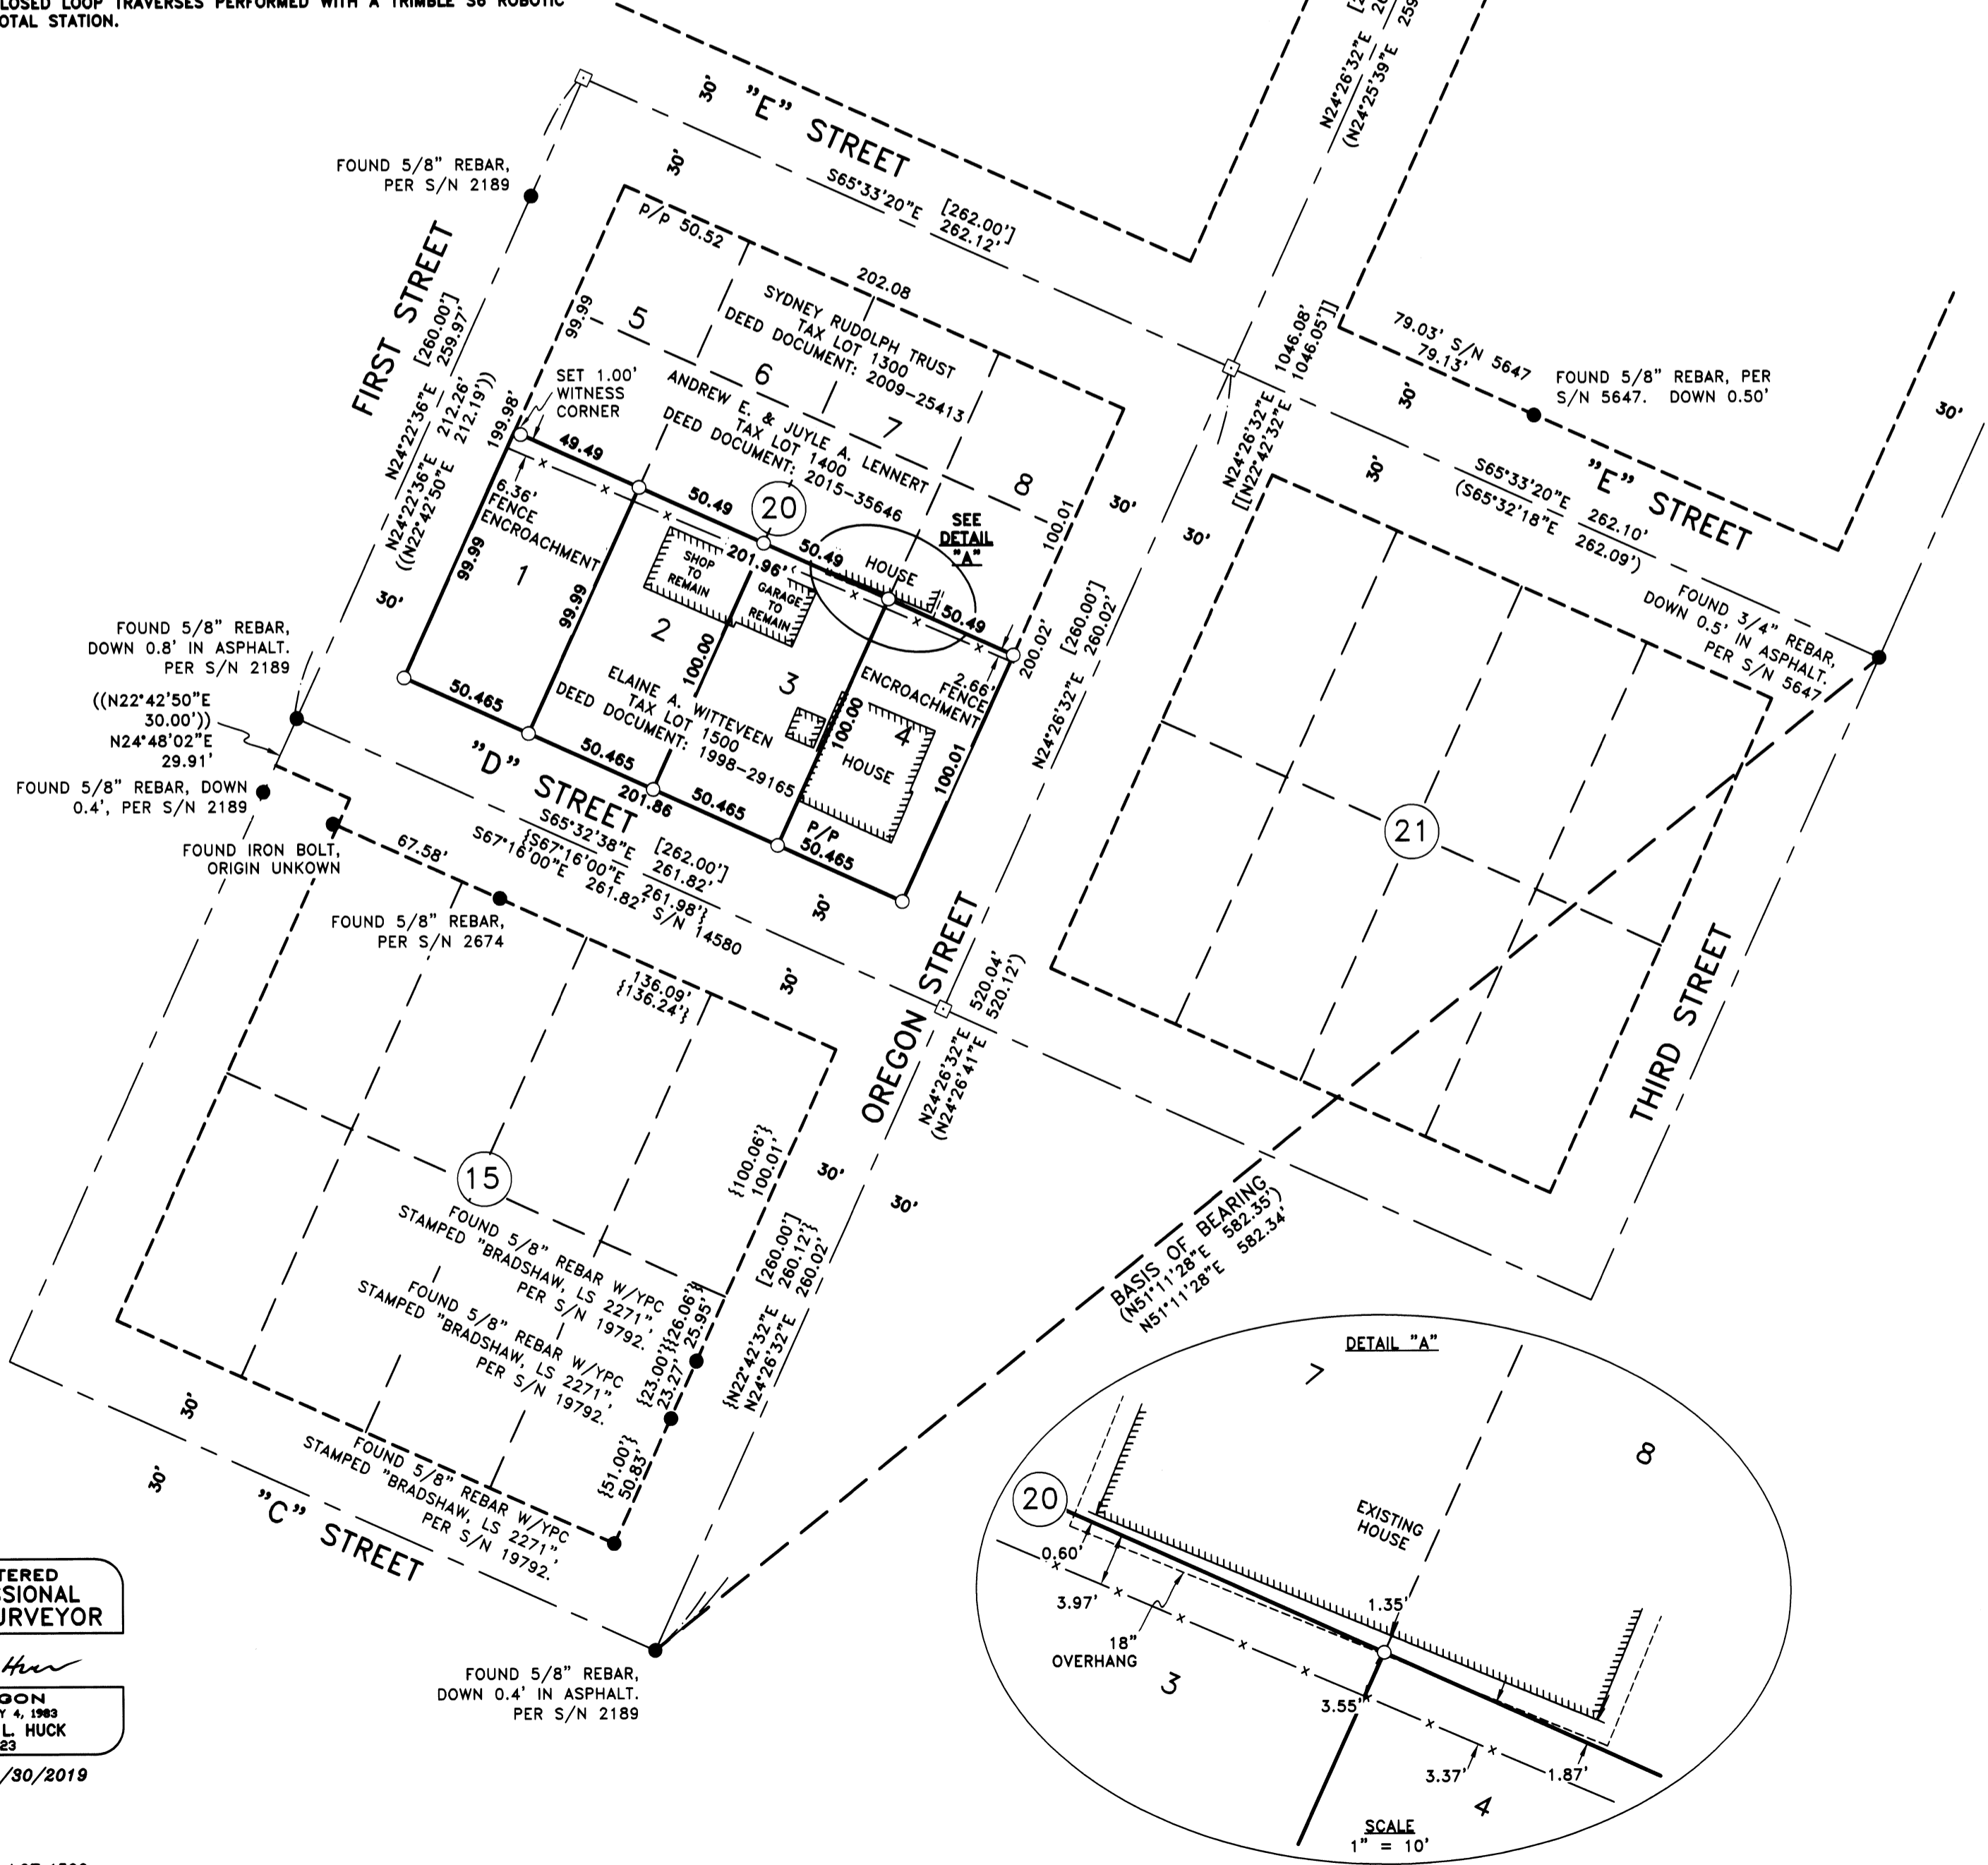 CLOSED LOOP TRAVERSES PERFORMED WITH A TRIMBLE S6 ROBOTIC
TOTAL STATION.
"E" STREET
30'
30'
S65°33'20"E [262.00']
262.12'
N24°26'32"E
(N24°25'39"E
FOUND 5/8" REBAR,
PER S/N 2189
FIRST STREET
N24°22'36"E [260.00']
259.97'
N24°22'36"E 212.26'
((N22°42'50"E 212.19'))
199.98'
30'
P/P 50.52
202.08
99.99
5
6
7
8
SYDNEY RUDOLPH TRUST
TAX LOT 1300
DEED DOCUMENT: 2009-25413
ANDREW E. & JUYLE A. LENNERT
TAX LOT 1400
DEED DOCUMENT: 2015-35646
SET 1.00'
WITNESS
CORNER
49.49
50.49
20
50.49
50.49
201.96'
SEE
DETAIL
"A"
HOUSE
100.01
30'
30'
6.36'
FENCE
ENCROACHMENT
99.99
1
99.99
SHOP
TO
REMAIN
GARAGE
TO
REMAIN
2
100.00
3
ELAINE A. WITTEVEEN
TAX LOT 1500
DEED DOCUMENT: 1998-29165
2.66'
FENCE
ENCROACHMENT
100.00
4
HOUSE
100.01
200.02'
N24°26'32"E [260.00']
260.02'
50.465
50.465
50.465
P/P
50.465
201.86
"D" STREET
S65°32'38"E [262.00']
261.82'
{S67°16'00"E 261.98'}
S67°16'00"E 261.82' S/N 14580
30'
30'
N24°26'32"E 1046.08'
[[N22°42'32"E 1046.05']]
79.03' S/N 5647
79.13'
FOUND 5/8" REBAR, PER
S/N 5647. DOWN 0.50'
30'
30'
30'
"E" STREET
S65°33'20"E 262.10'
(S65°32'18"E 262.09')
FOUND 3/4" REBAR,
DOWN 0.5' IN ASPHALT.
PER S/N 5647
21
THIRD STREET
FOUND 5/8" REBAR,
DOWN 0.8' IN ASPHALT.
PER S/N 2189
((N22°42'50"E
30.00'))
N24°48'02"E
29.91'
FOUND 5/8" REBAR, DOWN
0.4', PER S/N 2189
FOUND IRON BOLT,
ORIGIN UNKOWN
67.58'
FOUND 5/8" REBAR,
PER S/N 2674
136.09'
{136.24'}
OREGON STREET
520.04'
520.12')
N24°26'32"E
(N24°26'41"E
{100.06'}
100.01'
30'
30'
15
FOUND 5/8" REBAR W/YPC
STAMPED "BRADSHAW, LS 2271",
PER S/N 19792.
FOUND 5/8" REBAR W/YPC
STAMPED "BRADSHAW, LS 2271",
PER S/N 19792.
FOUND 5/8" REBAR W/YPC
STAMPED "BRADSHAW, LS 2271",
PER S/N 19792.
{26.06'}
25.95'
{23.00'}
23.27'
{51.00'}
50.83'
[260.00']
{N22°42'32"E 260.12'}
N24°26'32"E 260.02'
30'
30'
"C" STREET
BASIS OF BEARING
(N51°11'28"E 582.35')
N51°11'28"E 582.34'
FOUND 5/8" REBAR,
DOWN 0.4' IN ASPHALT.
PER S/N 2189
DETAIL "A"
7
8
20
EXISTING
HOUSE
0.60'
3.97'
18"
OVERHANG
3
1.35'
3.55'
3.37'
1.87'
4
SCALE
1" = 10'
TERED
SSIONAL
URVEYOR
GON
Y 4, 1983
L. HUCK
23
/30/2019